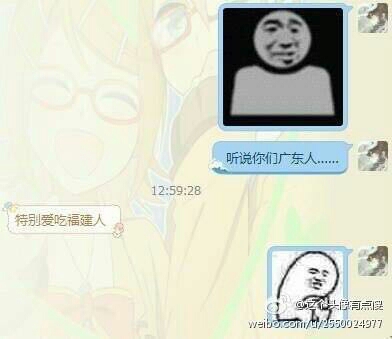 听说你们广东人......
12:59:28
特别爱吃福建人
@这个头像有点傻
weibo.com/u/2550024977